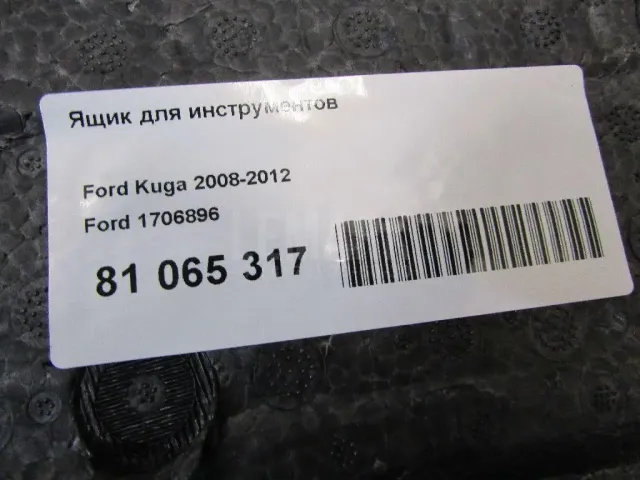 Ящик для инструментов
Ford Kuga 2008-2012
Ford 1706896
81 065 317